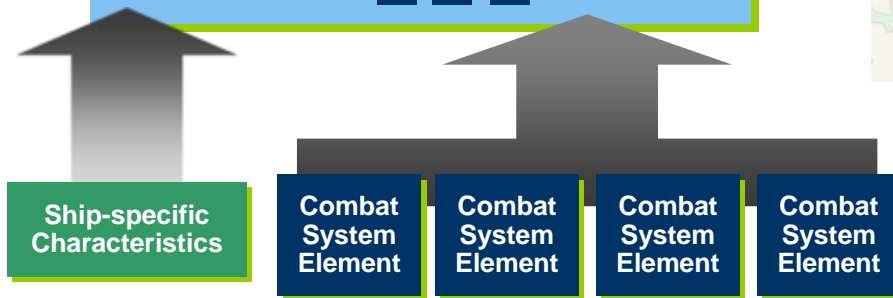 Ship-specific
Characteristics
Combat
System
Element
Combat
System
Element
Combat
System
Element
Combat
System
Element